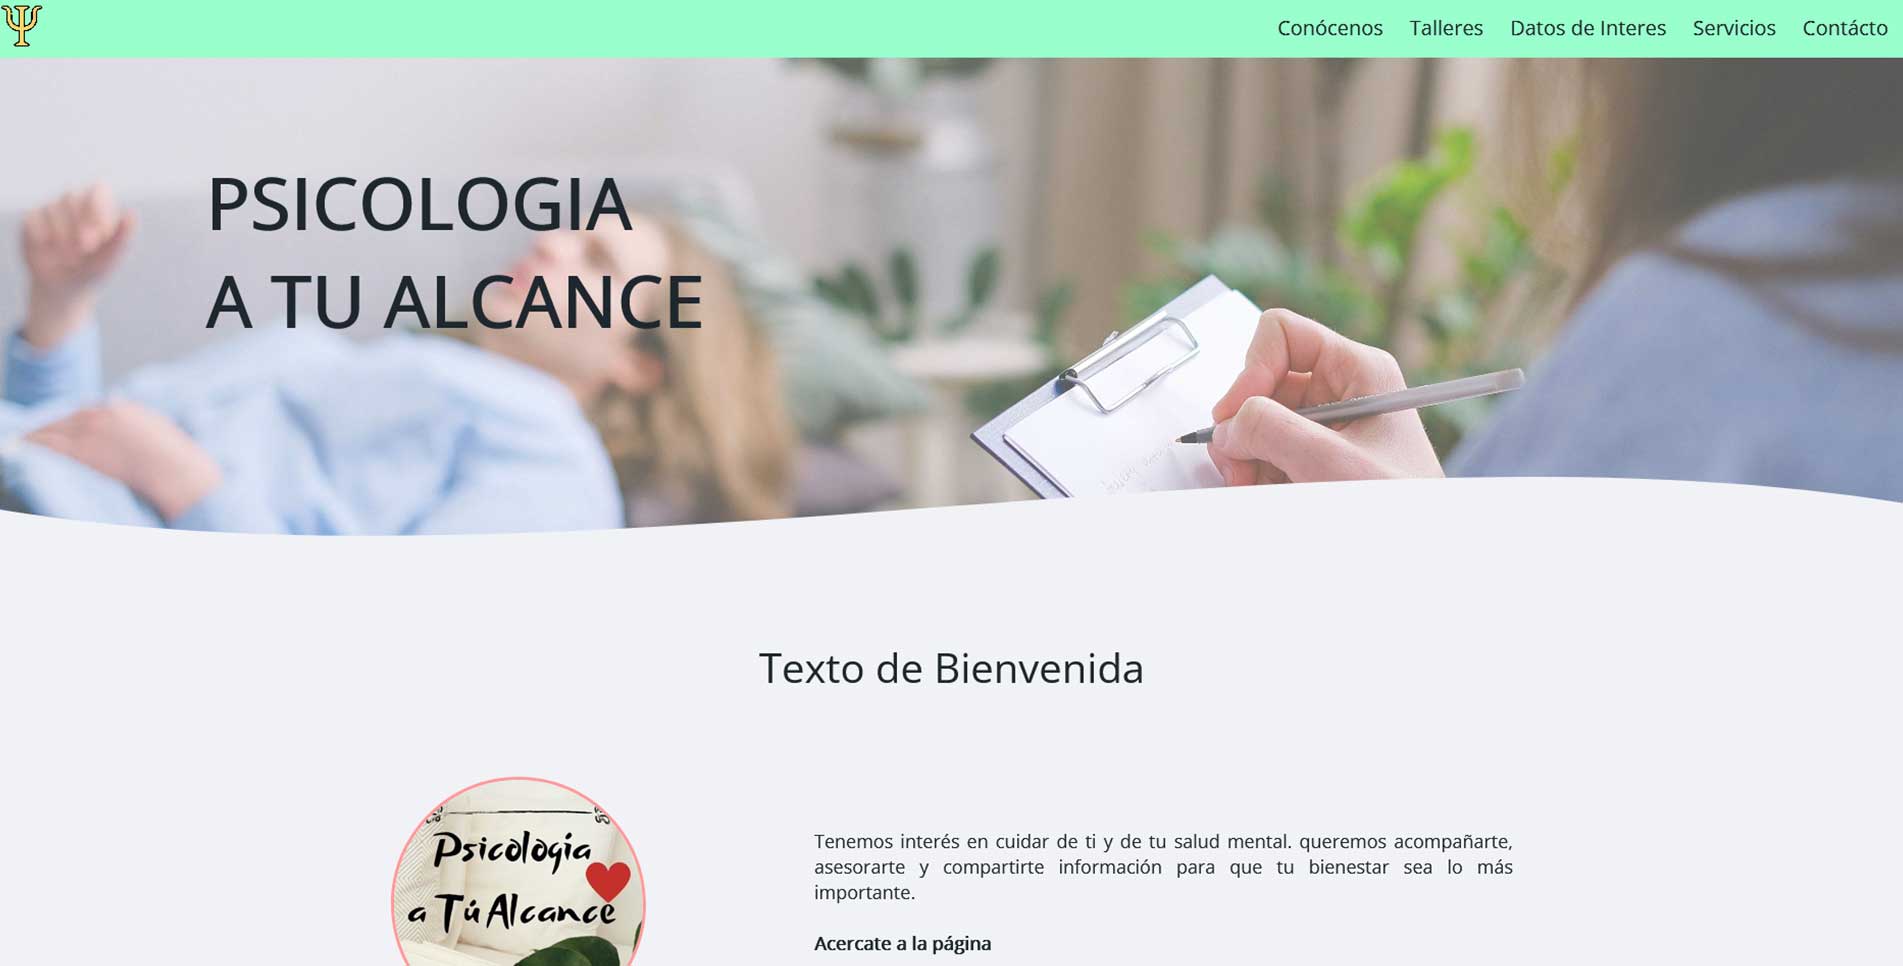 Conócenos Talleres Datos de Interes Servicios Contácto
PSICOLOGIA
A TU ALCANCE
Texto de Bienvenida
Psicología
a Tú Alcance
Tenemos interés en cuidar de ti y de tu salud mental. queremos acompañarte,
asesorarte y compartirte información para que tu bienestar sea lo más
importante.
Acercate a la página